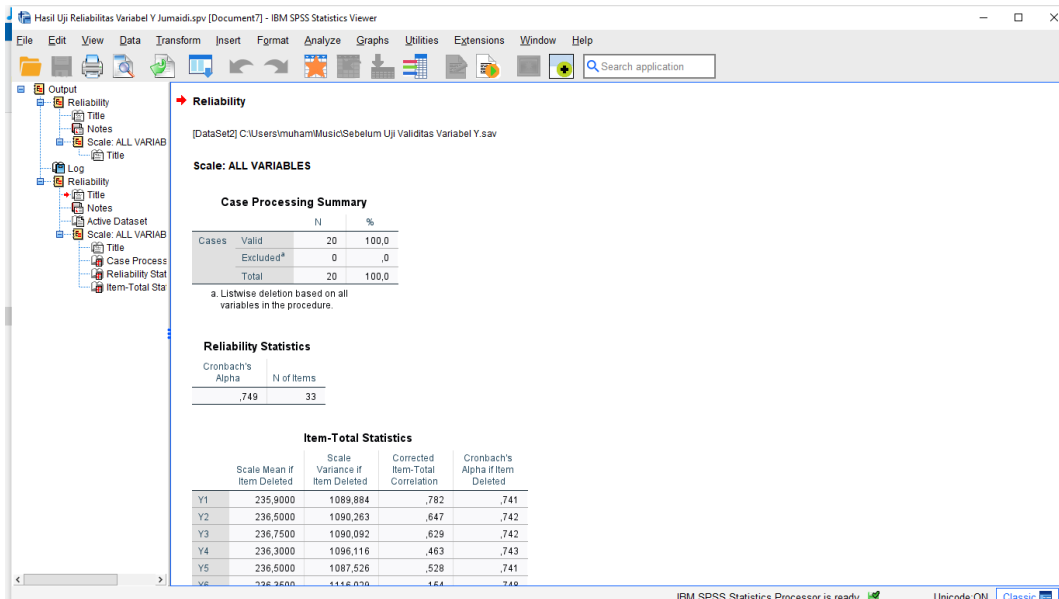 Hasil Uji Reliabilitas Variabel Y Jumaidi.spv [Document7] - IBM SPSS Statistics Viewer
File Edit View Data Transform Insert Format Analyze Graphs Utilities Extensions Window Help
Search application
Output
Reliability
Title
Notes
Scale: ALL VARIAB
Title
Log
Reliability
Title
Notes
Active Dataset
Scale: ALL VARIAB
Title
Case Process
Reliability Stat
Item-Total Sta
Reliability
[DataSet2] C:\Users\muham\Music\Sebelum Uji Validitas Variabel Y.sav
Scale: ALL VARIABLES
Case Processing Summary
N %
Cases Valid 20 100,0
Excludeda 0 ,0
Total 20 100,0
a. Listwise deletion based on all
variables in the procedure.
Reliability Statistics
Cronbach's
Alpha N of Items
,749 33
Item-Total Statistics
Scale Mean if Item Deleted Scale Variance if Item Deleted Corrected Item-Total Correlation Cronbach's Alpha if Item Deleted
Y1 235,9000 1089,884 ,782 ,741
Y2 236,5000 1090,263 ,647 ,742
Y3 236,7500 1090,092 ,629 ,742
Y4 236,3000 1096,116 ,463 ,743
Y5 236,5000 1087,526 ,528 ,741
Y6 236,3500 1116,029 ,154 ,748
IBM SPSS Statistics Processor is ready Unicode:ON Classic